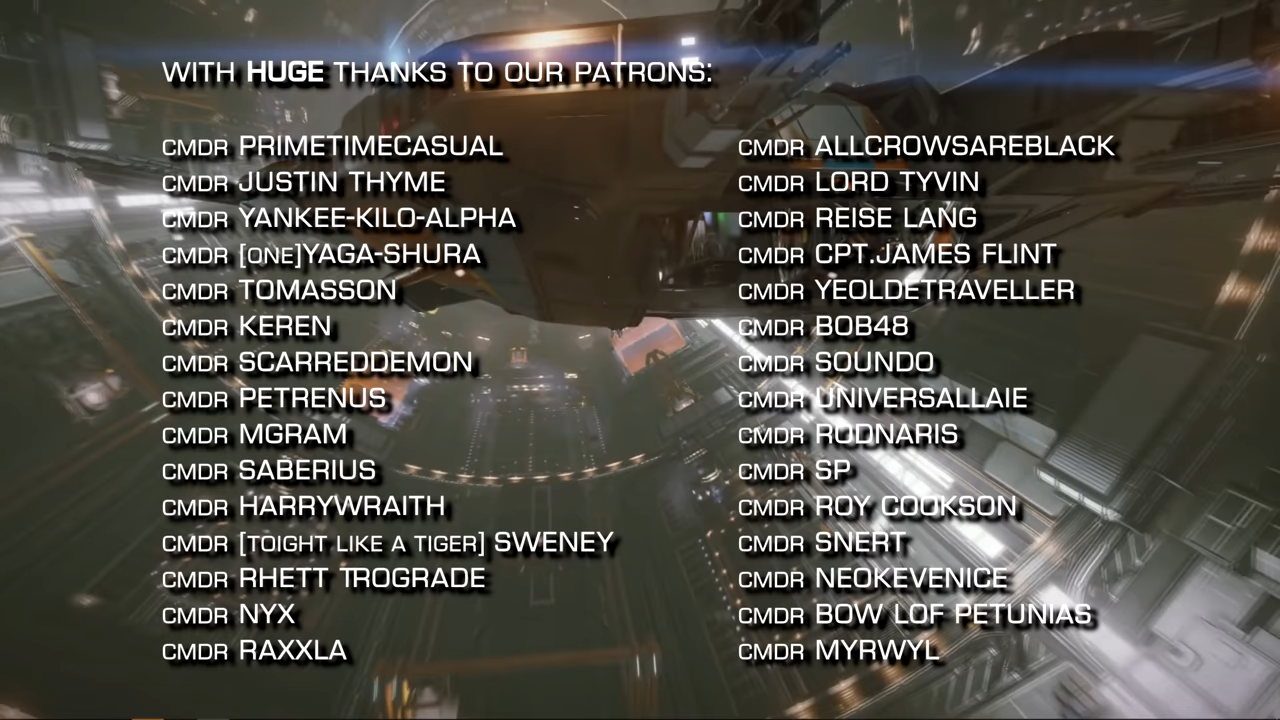 WITH HUGE THANKS TO OUR PATRONS:
CMDR PRIMETIMECASUAL
CMDR JUSTIN THYME
CMDR YANKEE-KILO-ALPHA
CMDR [ONE]YAGA-SHURA
CMDR TOMASSON
CMDR KEREN
CMDR SCARREDDEMON
CMDR PETRENUS
CMDR MGRAM
CMDR SABERIUS
CMDR HARRYWRAITH
CMDR [TOIGHT LIKE A TIGER] SWENEY
CMDR RHETT TROGRADE
CMDR NYX
CMDR RAXXLA
CMDR ALLCROWSAREBLACK
CMDR LORD TYVIN
CMDR REISE LANG
CMDR CPT.JAMES FLINT
CMDR YEOLDETRAVELLER
CMDR BOB48
CMDR SOUNDO
CMDR UNIVERSALLAIE
CMDR RODNARIS
CMDR SP
CMDR ROY COOKSON
CMDR SNERT
CMDR NEOKEVENICE
CMDR BOW LOF PETUNIAS
CMDR MYRWYL